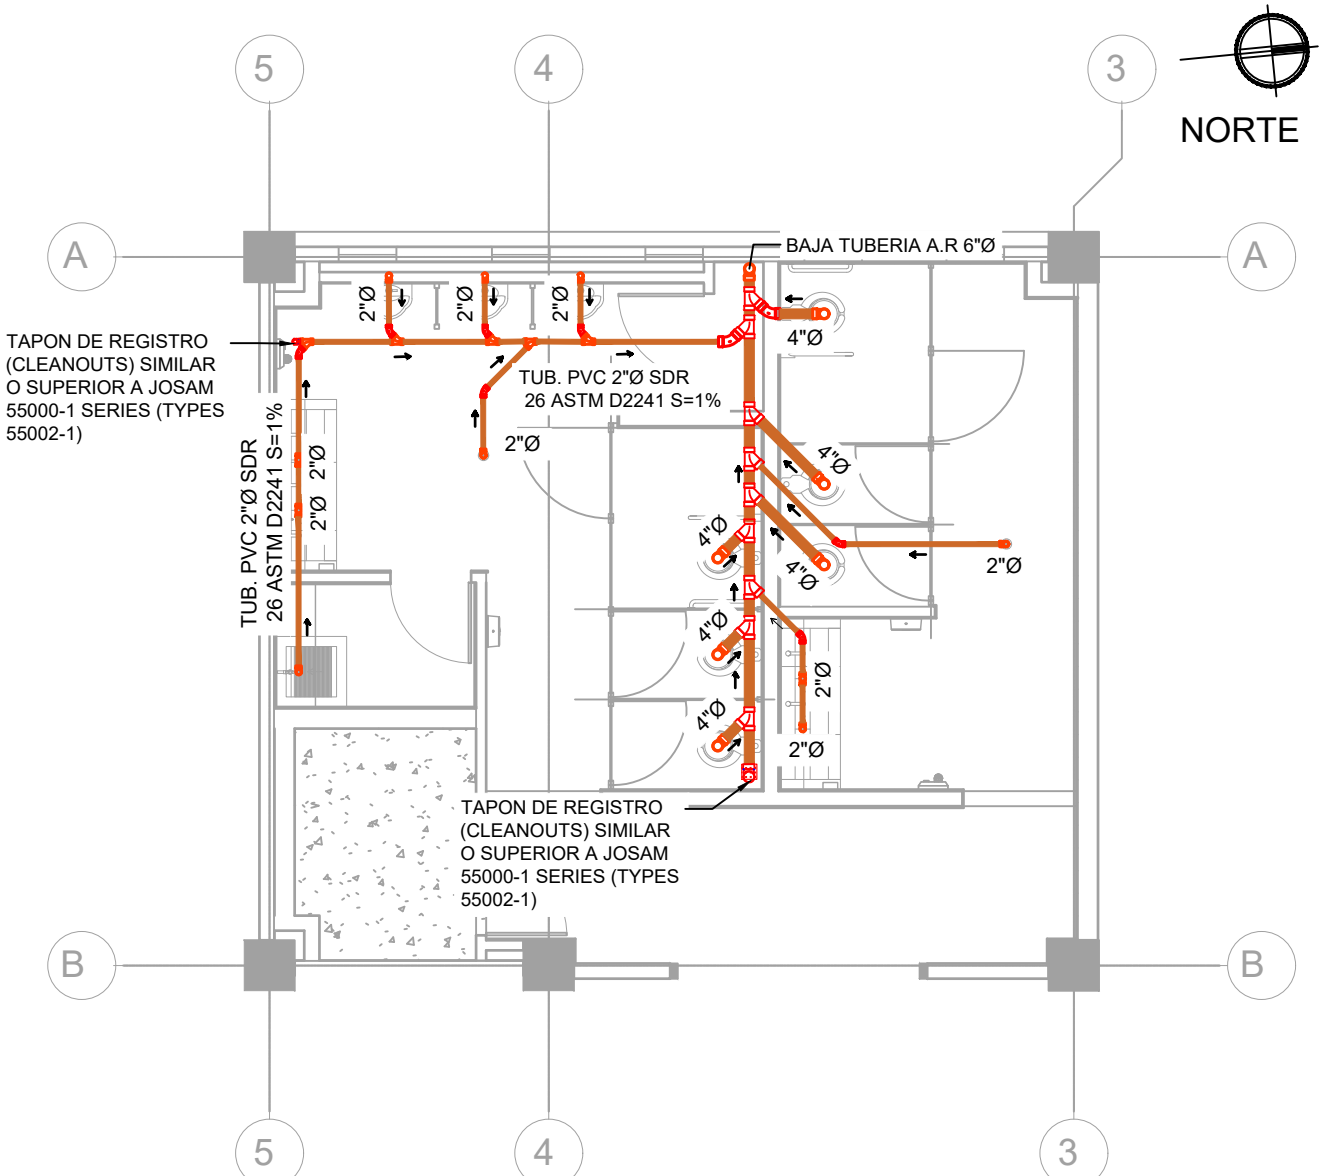 5
4
3
NORTE
A
BAJA TUBERIA A.R 6"Ø
A
2"Ø
2"Ø
2"Ø
4"Ø
TAPON DE REGISTRO
(CLEANOUTS) SIMILAR
O SUPERIOR A JOSAM
55000-1 SERIES (TYPES
55002-1)
TUB. PVC 2"Ø SDR
26 ASTM D2241 S=1%
TUB. PVC 2"Ø SDR
26 ASTM D2241 S=1%
2"Ø
2"Ø
2"Ø
4"Ø
4"Ø
4"Ø
2"Ø
4"Ø
4"Ø
2"Ø
2"Ø
TAPON DE REGISTRO
(CLEANOUTS) SIMILAR
O SUPERIOR A JOSAM
55000-1 SERIES (TYPES
55002-1)
B
B
5
4
3